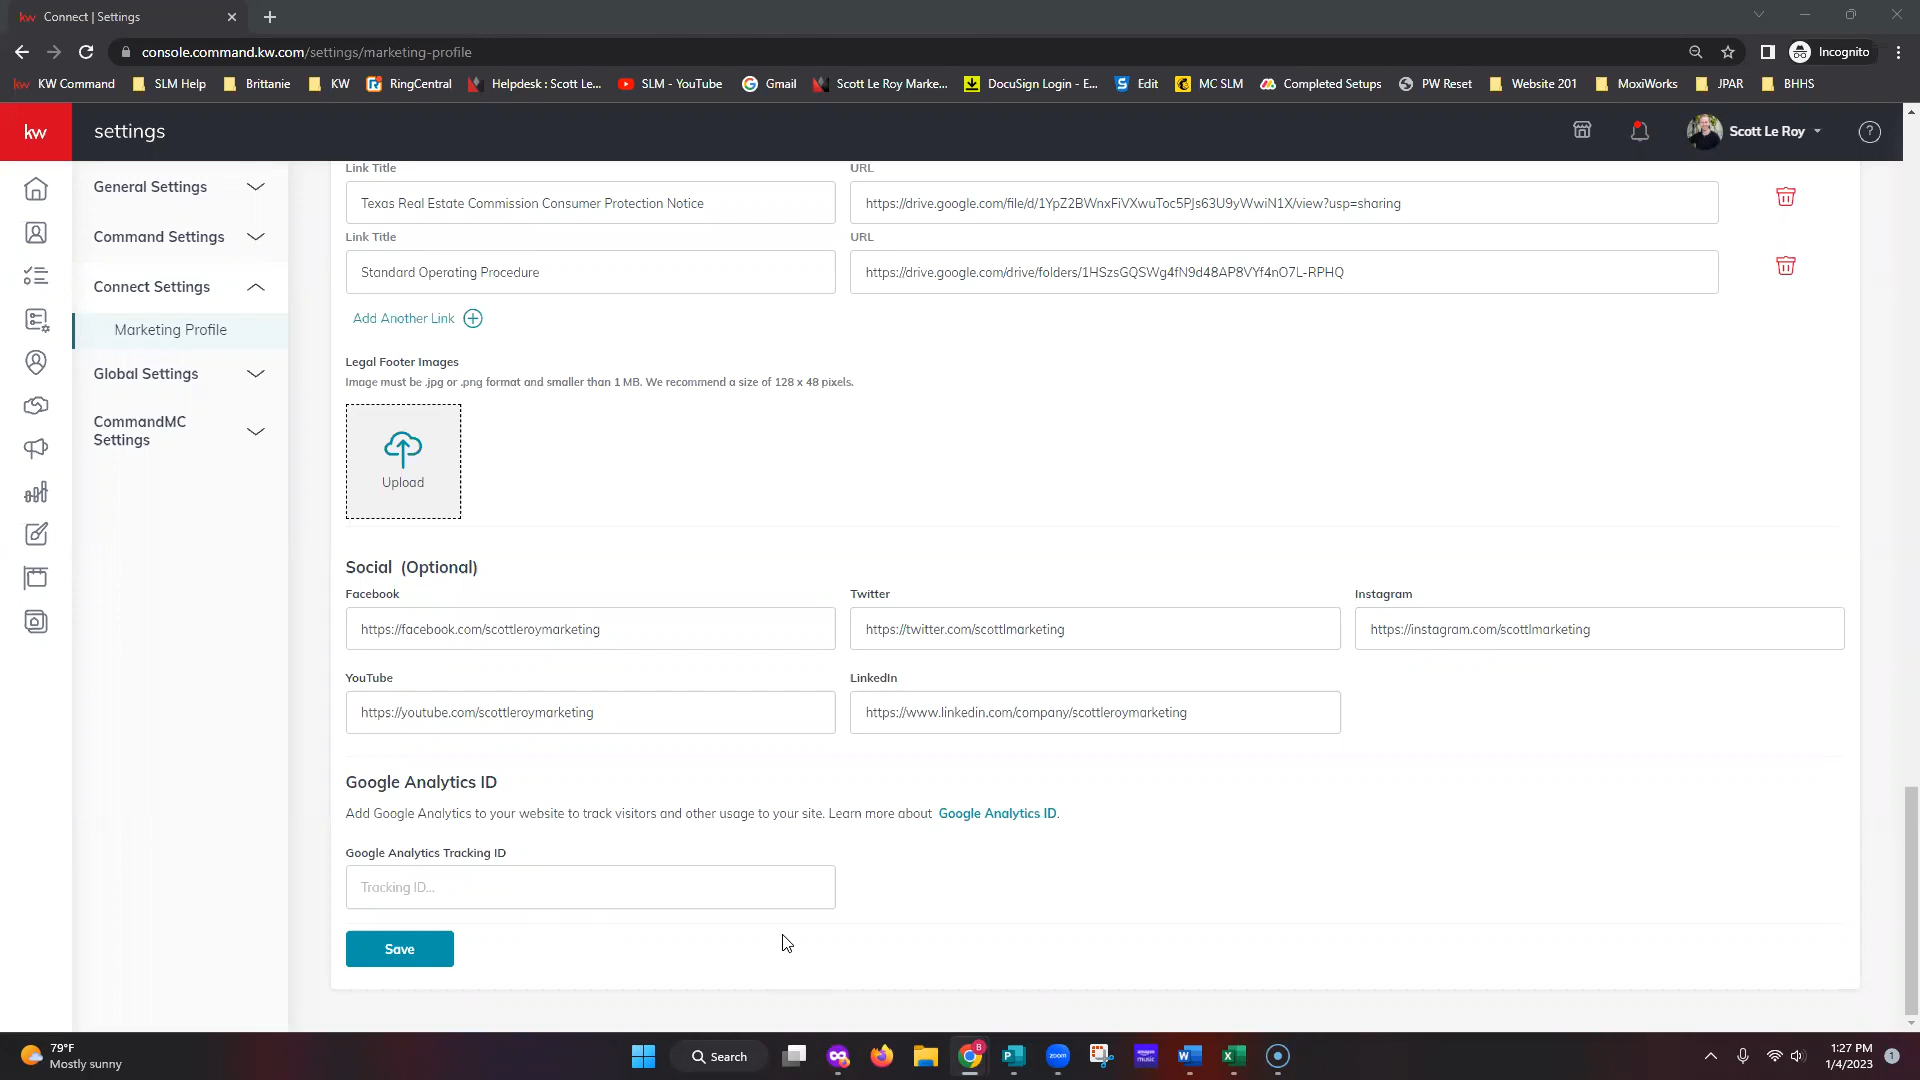 kw Connect | Settings
console.command.kw.com/settings/marketing-profile
Incognito
kw KW Command SLM Help Brittanie KW RingCentral Helpdesk : Scott Le... SLM - YouTube Gmail Scott Le Roy Marke... DocuSign Login - E... Edit MC SLM Completed Setups PW Reset Website 201 MoxiWorks JPAR BHHS
kw settings Scott Le Roy ?
General Settings
Command Settings
Connect Settings
Marketing Profile
Global Settings
CommandMC
Settings
Link Title URL
Texas Real Estate Commission Consumer Protection Notice https://drive.google.com/file/d/1YpZ2BWnxFiVXwuToc5PJs63U9yWwiN1X/view?usp=sharing
Link Title URL
Standard Operating Procedure https://drive.google.com/drive/folders/1HSzsGQSWg4fN9d48AP8VYf4nO7L-RPHQ
Add Another Link
Legal Footer Images
Image must be .jpg or .png format and smaller than 1 MB. We recommend a size of 128 x 48 pixels.
Upload
Social (Optional)
Facebook Twitter Instagram
https://facebook.com/scottleroymarketing https://twitter.com/scottlmarketing https://instagram.com/scottlmarketing
YouTube LinkedIn
https://youtube.com/scottleroymarketing https://www.linkedin.com/company/scottleroymarketing
Google Analytics ID
Add Google Analytics to your website to track visitors and other usage to your site. Learn more about Google Analytics ID.
Google Analytics Tracking ID
Tracking ID...
Save
79°F
Mostly sunny
Search
8
zoom
1:27 PM
1/4/2023
1